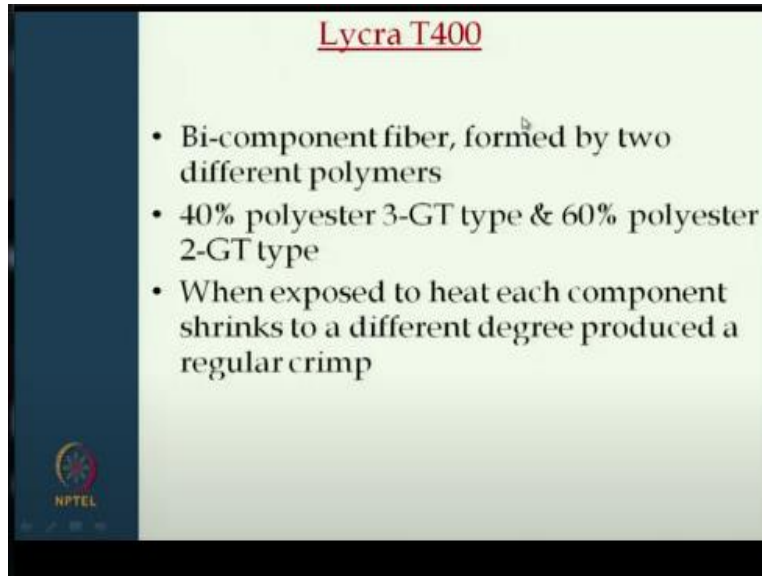 Lycra T400
• Bi-component fiber, formed by two
different polymers
• 40% polyester 3-GT type & 60% polyester
2-GT type
• When exposed to heat each component
shrinks to a different degree produced a
regular crimp
NPTEL